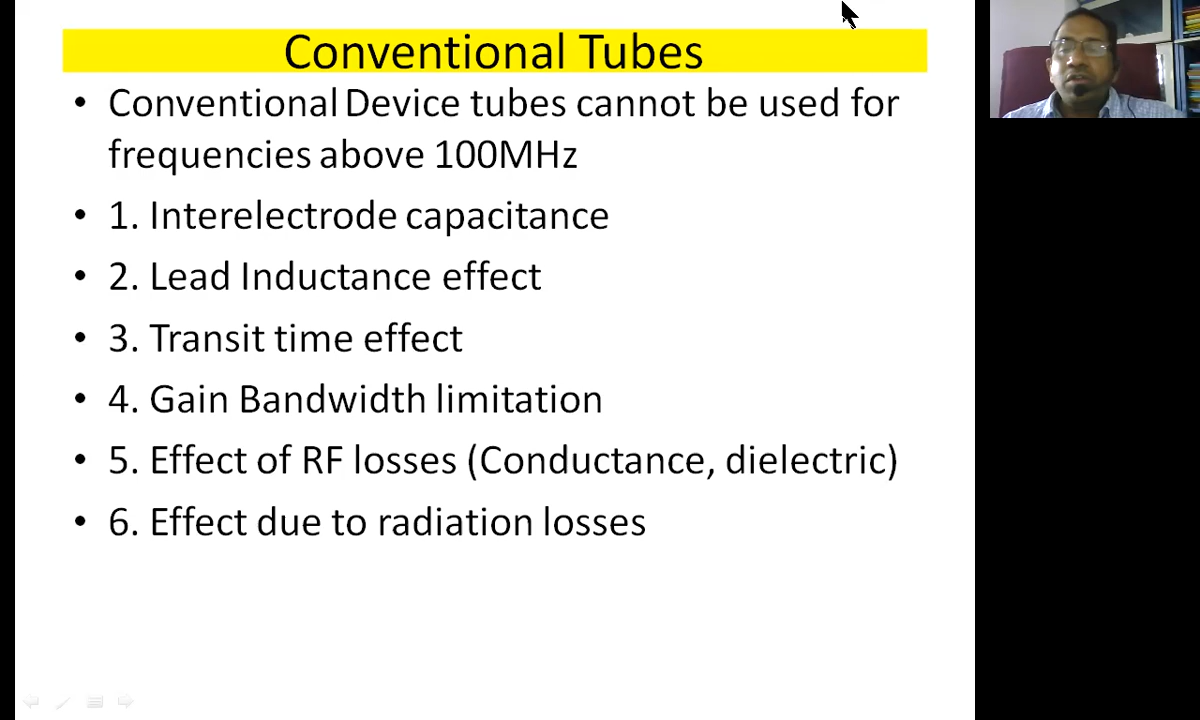 Conventional Tubes
• Conventional Device tubes cannot be used for
frequencies above 100MHz
• 1. Interelectrode capacitance
• 2. Lead Inductance effect
• 3. Transit time effect
• 4. Gain Bandwidth limitation
• 5. Effect of RF losses (Conductance, dielectric)
• 6. Effect due to radiation losses